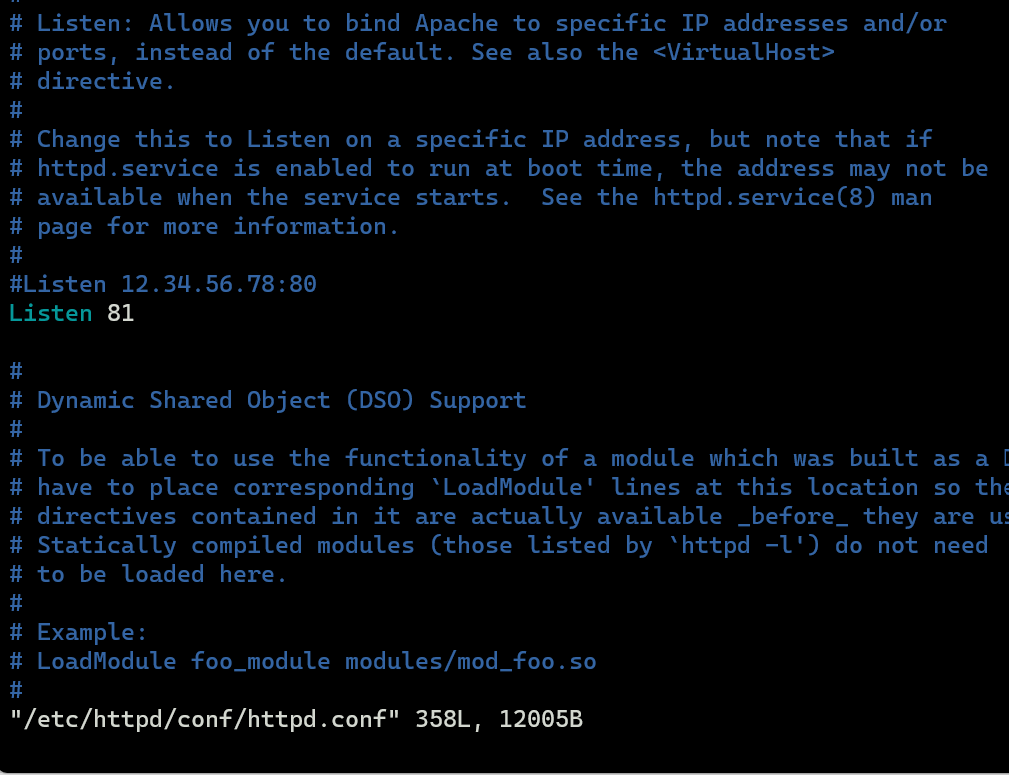 #
# Listen: Allows you to bind Apache to specific IP addresses and/or
# ports, instead of the default. See also the <VirtualHost>
# directive.
#
# Change this to Listen on a specific IP address, but note that if
# httpd.service is enabled to run at boot time, the address may not be
# available when the service starts.  See the httpd.service(8) man
# page for more information.
#
#Listen 12.34.56.78:80
Listen 81

#
# Dynamic Shared Object (DSO) Support
#
# To be able to use the functionality of a module which was built as a
# have to place corresponding `LoadModule' lines at this location so the
# directives contained in it are actually available _before_ they are us
# Statically compiled modules (those listed by `httpd -l') do not need
# to be loaded here.
#
# Example:
# LoadModule foo_module modules/mod_foo.so
#
"/etc/httpd/conf/httpd.conf" 358L, 12005B